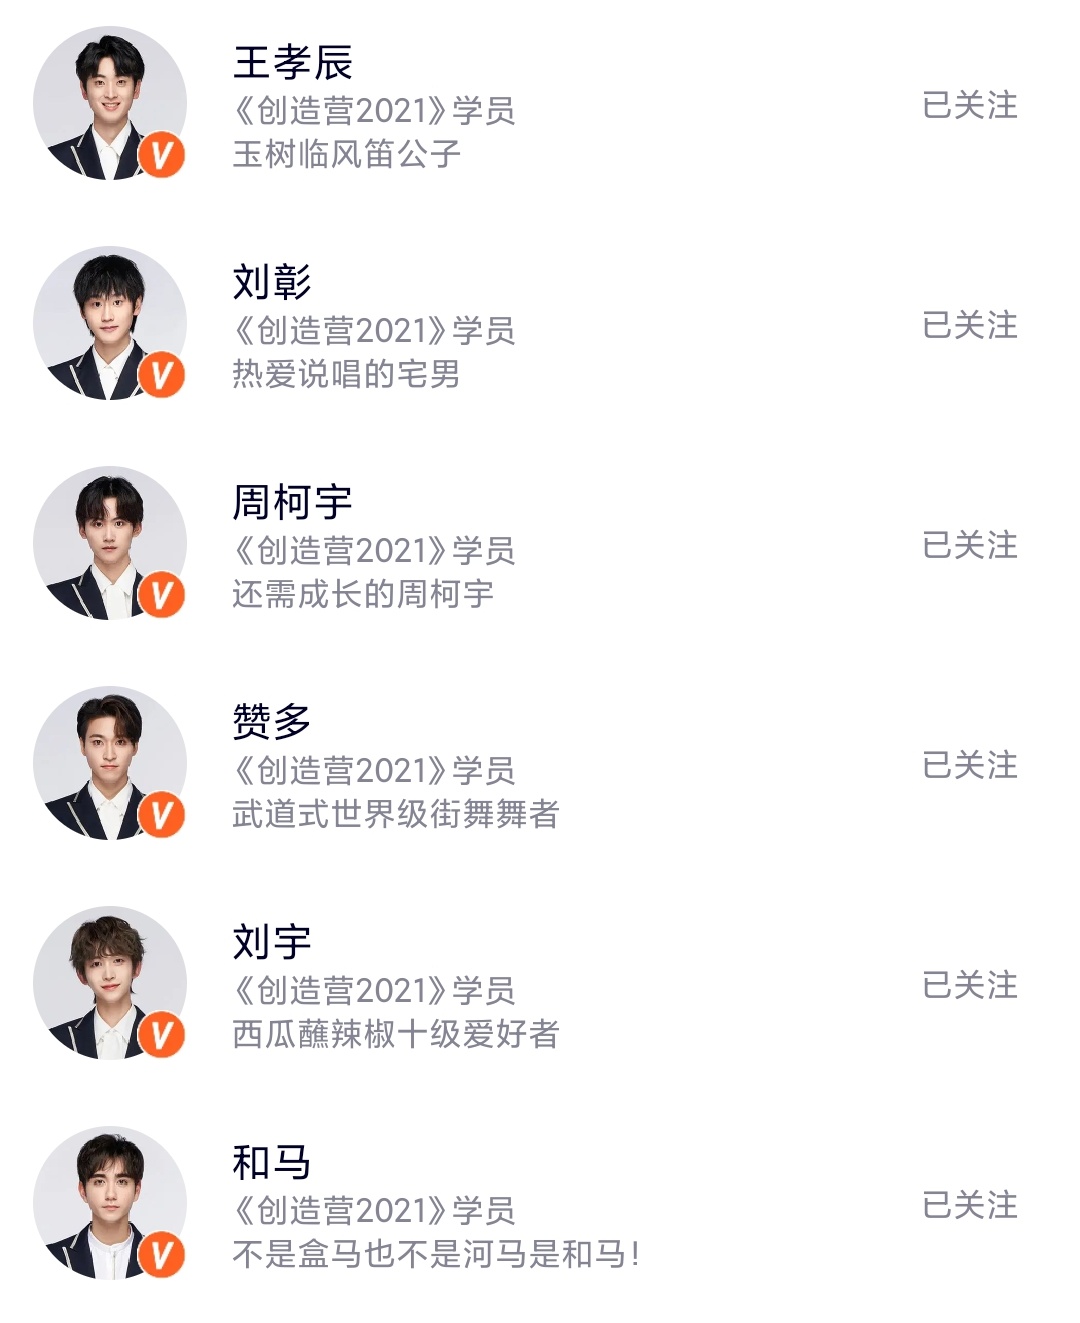 王孝辰
《创造营2021》学员
已关注
玉树临风笛公子
刘彰
《创造营2021》学员
已关注
热爱说唱的宅男
周柯宇
《创造营2021》学员
已关注
还需成长的周柯宇
赞多
《创造营2021》学员
已关注
武道式世界级街舞舞者
刘宇
《创造营2021》学员
已关注
西瓜蘸辣椒十级爱好者
和马
《创造营2021》学员
已关注
不是盒马也不是河马是和马！
V
V
V
V
V
V